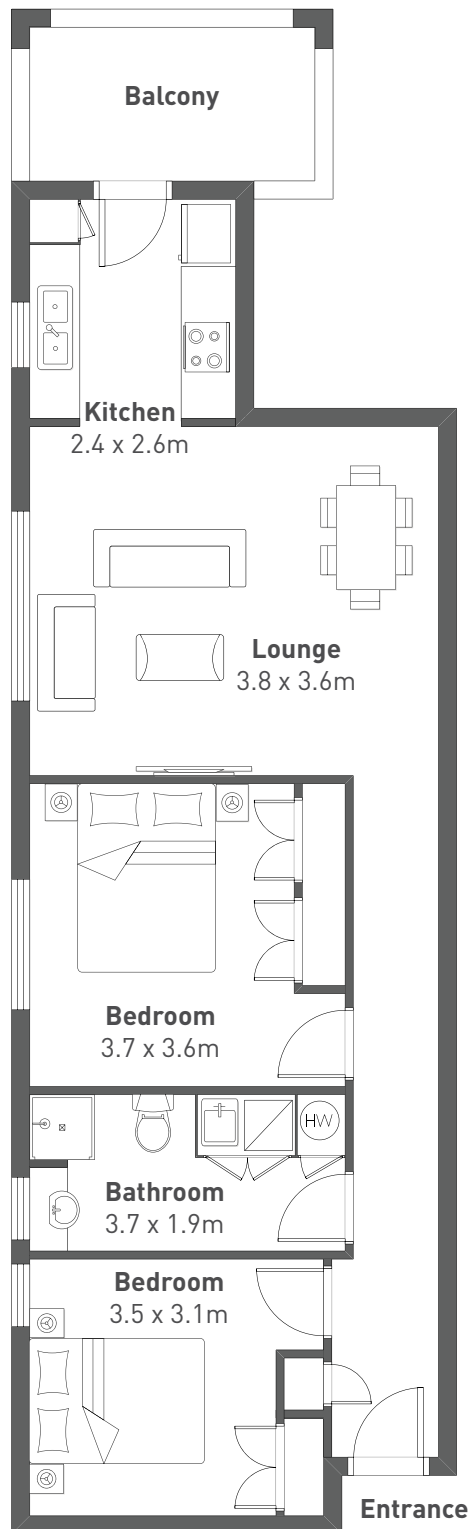 Balcony
Kitchen
2.4 x 2.6m
Lounge
3.8 x 3.6m
Bedroom
3.7 x 3.6m
HW
Bathroom
3.7 x 1.9m
Bedroom
3.5 x 3.1m
Entrance